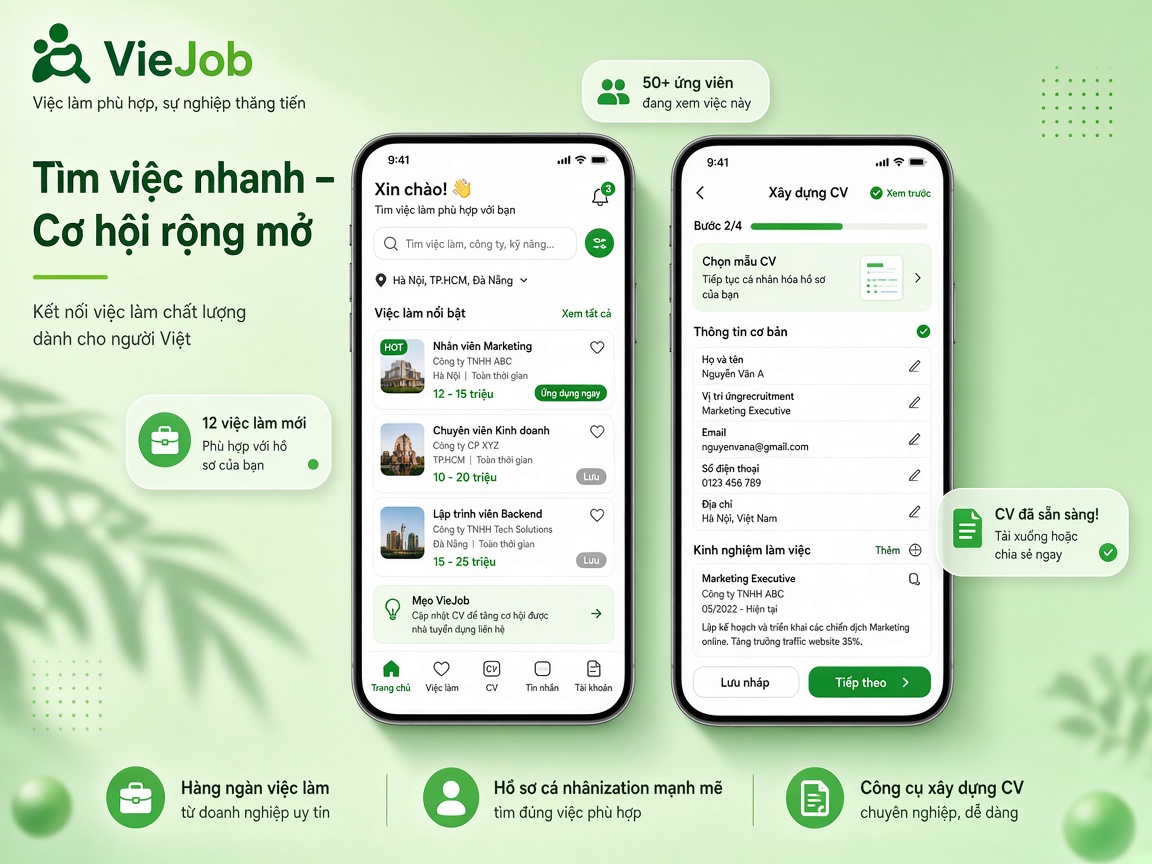 VieJob
Việc làm phù hợp, sự nghiệp thăng tiến
Tìm việc nhanh –
Cơ hội rộng mở
Kết nối việc làm chất lượng
dành cho người Việt
12 việc làm mới
Phù hợp với hồ
sơ của bạn
50+ ứng viên
đang xem việc này
9:41
Xin chào! 👋
3
Tìm việc làm phù hợp với bạn
Tìm việc làm, công ty, kỹ năng...
Hà Nội, TP.HCM, Đà Nẵng
Việc làm nổi bật
Xem tất cả
HOT
Nhân viên Marketing
Công ty TNHH ABC
Hà Nội | Toàn thời gian
12 - 15 triệu
Ứng dụng ngay
Chuyên viên Kinh doanh
Công ty CP XYZ
TP.HCM | Toàn thời gian
10 - 20 triệu
Lưu
Lập trình viên Backend
Công ty TNHH Tech Solutions
Đà Nẵng | Toàn thời gian
15 - 25 triệu
Lưu
Mẹo VieJob
Cập nhật CV để tăng cơ hội được
nhà tuyển dụng liên hệ
Trang chủ
Việc làm
CV
CV
Tin nhắn
Tài khoản
9:41
Xây dựng CV
Xem trước
Bước 2/4
Chọn mẫu CV
Tiếp tục cá nhân hóa hồ sơ
của bạn
Thông tin cơ bản
Họ và tên
Nguyễn Văn A
Vị trí ứngrecruitment
Marketing Executive
Email
nguyenvana@gmail.com
Số điện thoại
0123 456 789
Địa chỉ
Hà Nội, Việt Nam
Kinh nghiệm làm việc
Thêm
Marketing Executive
Công ty TNHH ABC
05/2022 - Hiện tại
Lập kế hoạch và triển khai các chiến dịch Marketing
online. Tăng trưởng traffic website 35%.
Lưu nháp
Tiếp theo
CV đã sẵn sàng!
Tải xuống hoặc
chia sẻ ngay
Hàng ngàn việc làm
từ doanh nghiệp uy tín
Hồ sơ cá nhânization mạnh mẽ
tìm đúng việc phù hợp
Công cụ xây dựng CV
chuyên nghiệp, dễ dàng